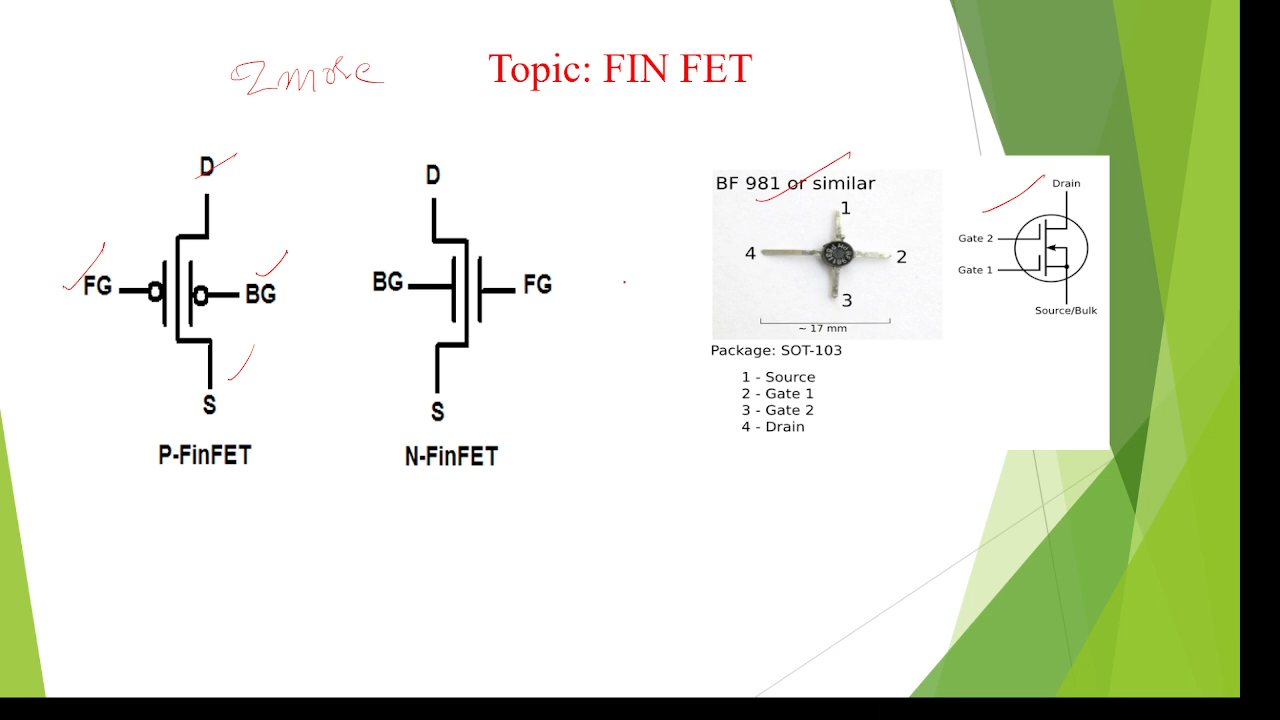 Topic: FIN FET
D
FG
BG
S
P-FinFET
D
BG
FG
S
N-FinFET
BF 981 or similar
1
4
2
3
~ 17 mm
Package: SOT-103
1 - Source
2 - Gate 1
3 - Gate 2
4 - Drain
Drain
Gate 2
Gate 1
Source/Bulk